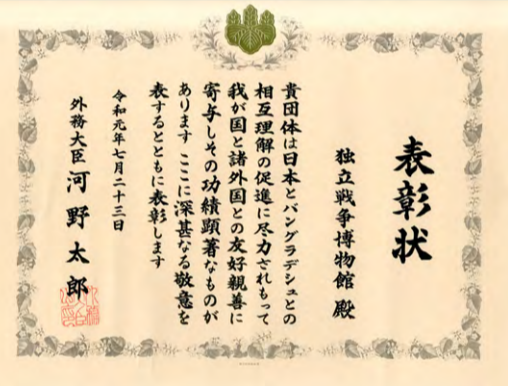 表彰状
独立戦争博物館 殿
貴団体は日本とバングラデシュとの
相互理解の促進に尽力されもって
我が国と諸外国との友好親善に
寄与しその功績顕著なものが
あります ここに深甚なる敬意を
表するとともに表彰します
令和元年七月二十三日
外務大臣 河野太郎